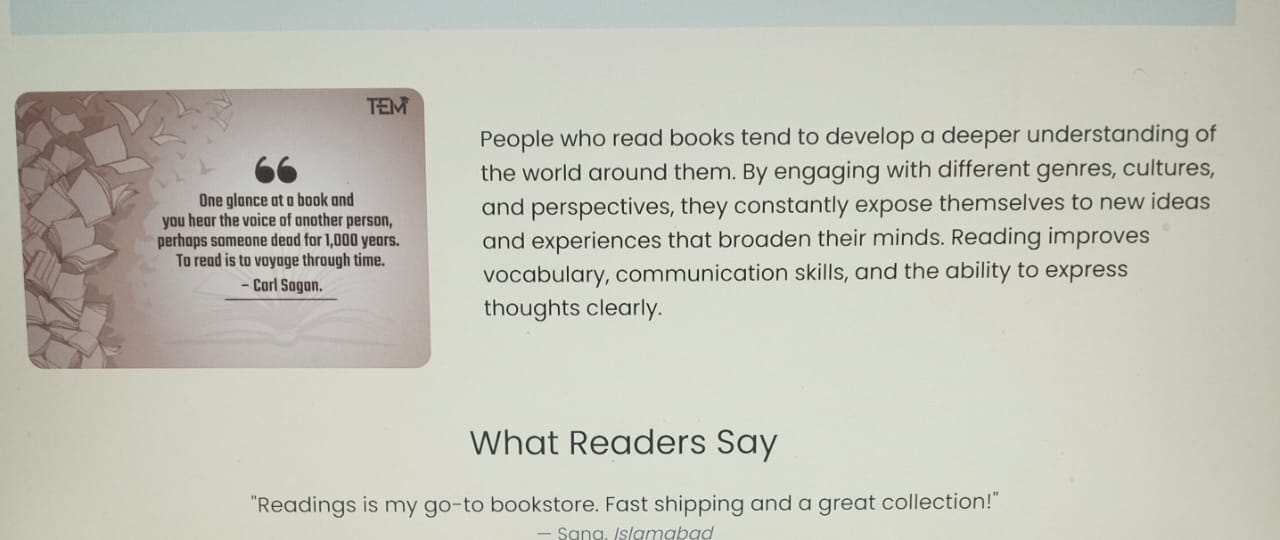 TEM
One glance at a book and
you hear the voice of another person,
perhaps someone dead for 1,000 years.
To read is to voyage through time.
– Carl Sagan.
People who read books tend to develop a deeper understanding of
the world around them. By engaging with different genres, cultures,
and perspectives, they constantly expose themselves to new ideas
and experiences that broaden their minds. Reading improves
vocabulary, communication skills, and the ability to express
thoughts clearly.
What Readers Say
"Readings is my go-to bookstore. Fast shipping and a great collection!"
— Sana, Islamabad